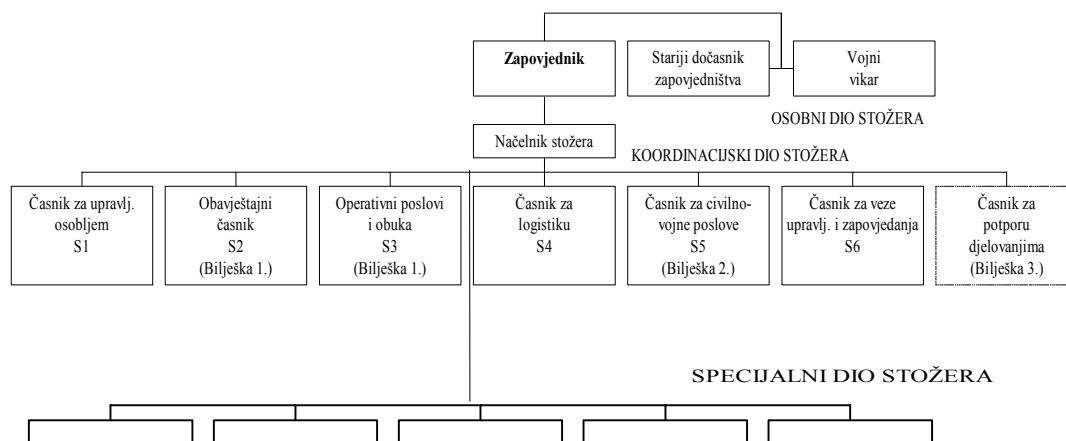 Zapovjednik
Stariji dočasnik
zapovjedništva
Vojni
vikar
OSOBNI DIO STOŽERA
Načelnik stožera
KOORDINACIJSKI DIO STOŽERA
Časnik za upravlj.
osobljem
S1
Obavještajni
časnik
S2
(Bilješka 1.)
Operativni poslovi
i obuka
S3
(Bilješka 1.)
Časnik za
logistiku
S4
Časnik za civilno-
vojne poslove
S5
(Bilješka 2.)
Časnik za veze
upravlj. i zapovjedanja
S6
Časnik za
potporu
djelovanjima
(Bilješka 3.)
SPECIJALNI DIO STOŽERA